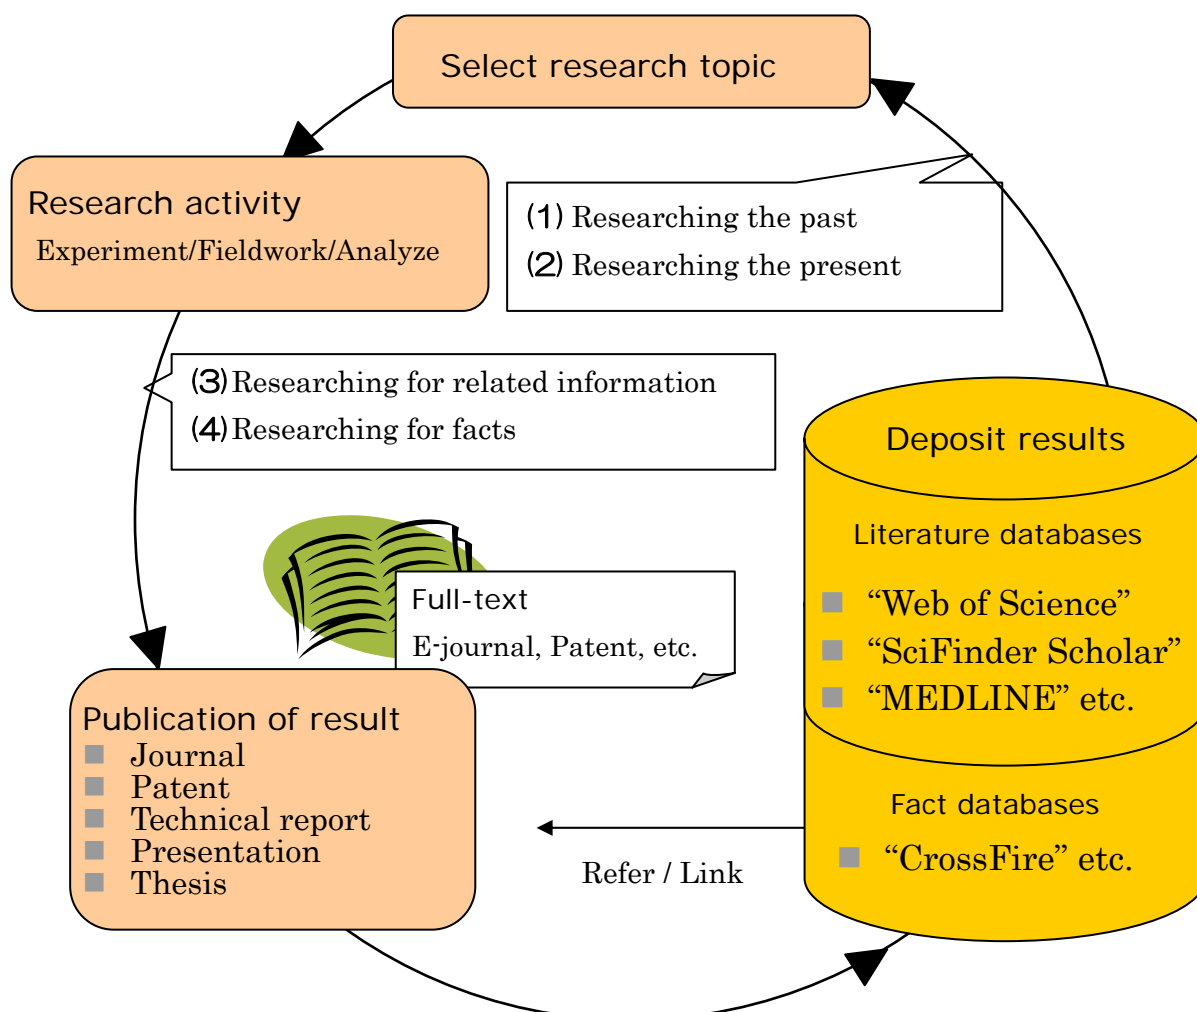 Select research topic
Research activity
Experiment/Fieldwork/Analyze
(1) Researching the past
(2) Researching the present
(3) Researching for related information
(4) Researching for facts
Full-text
E-journal, Patent, etc.
Publication of result
Journal
Patent
Technical report
Presentation
Thesis
Refer / Link
Deposit results
Literature databases
“Web of Science”
“SciFinder Scholar”
“MEDLINE” etc.
Fact databases
“CrossFire” etc.